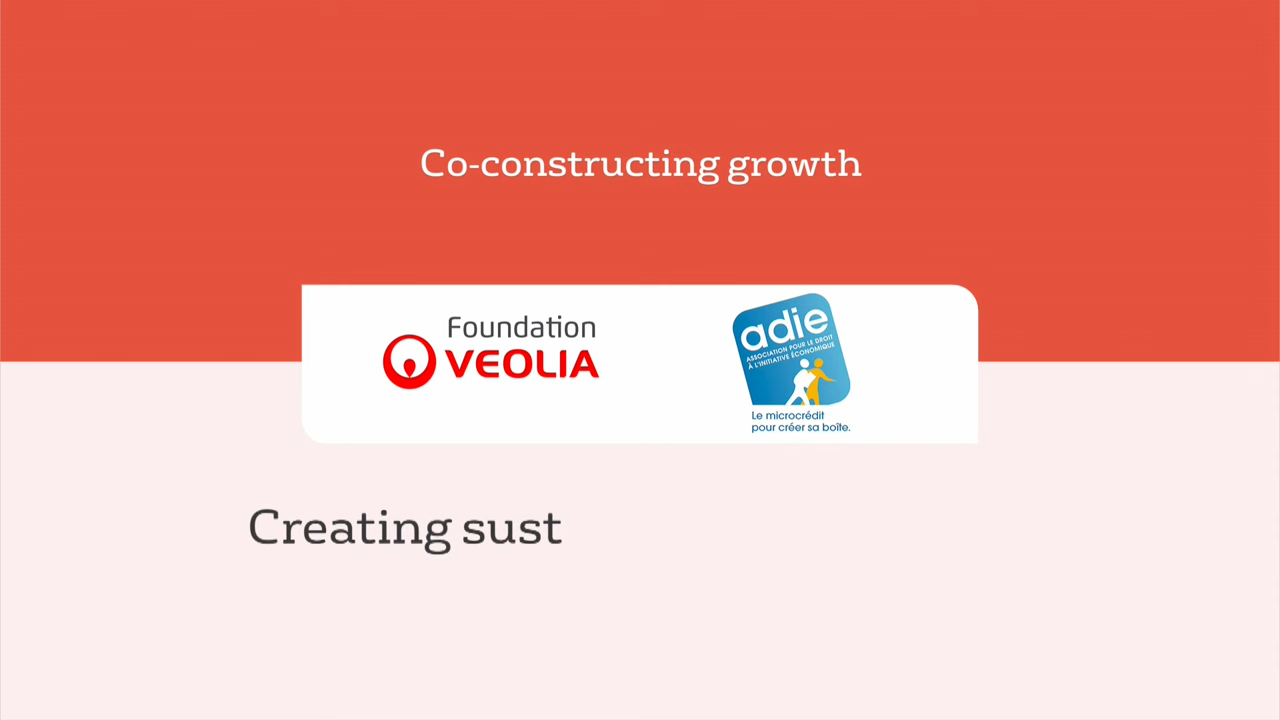 Co-constructing growth
Foundation
VEOLIA
adie
ASSOCIATION POUR LE DROIT
À L'INITIATIVE ÉCONOMIQUE
Le microcrédit
pour créer sa boîte.
Creating sust